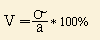 V = σ/a * 100%